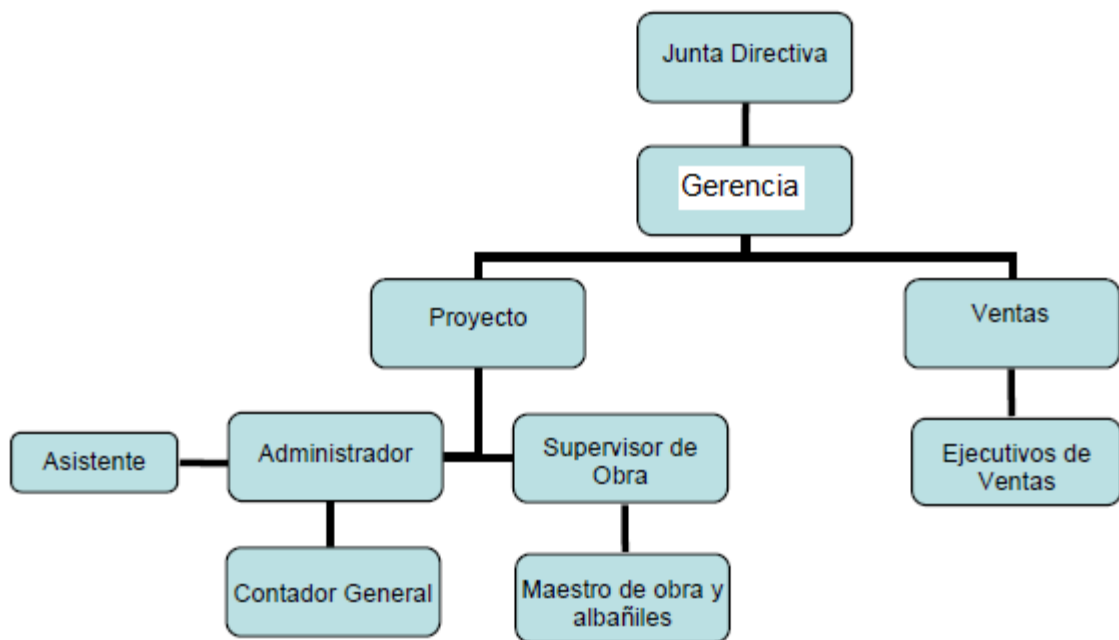 Junta Directiva
Gerencia
Proyecto
Ventas
Asistente
Administrador
Supervisor de
Obra
Ejecutivos de
Ventas
Contador General
Maestro de obra y
albañiles